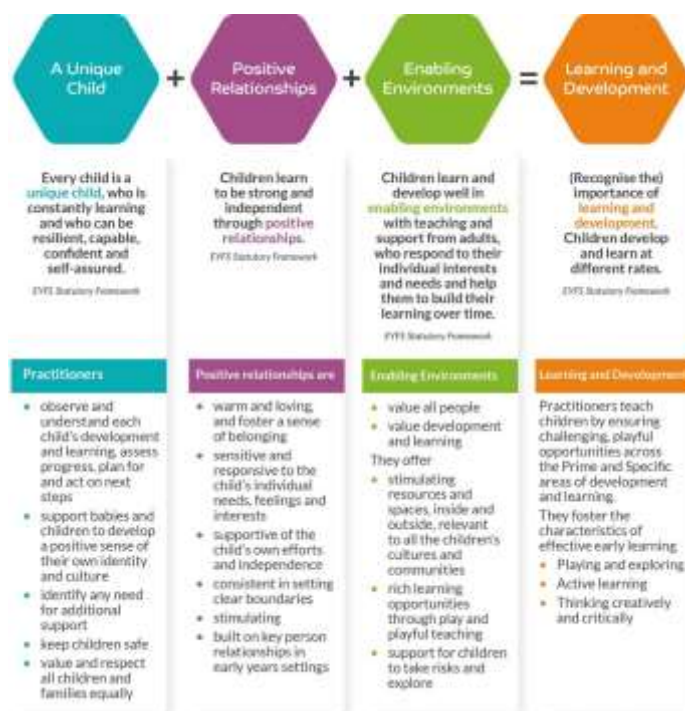 A Unique
Child
+
Positive
Relationships
+
Enabling
Environments
=
Learning and
Development
Every child is a
unique child, who is
constantly learning
and who can be
resilient, capable,
confident and
self-assured.
EYFS Statutory Framework
Children learn
to be strong and
independent
through positive
relationships.
EYFS Statutory Framework
Children learn and
develop well in
enabling environments
with teaching and
support from adults,
who respond to their
individual interests
and needs and help
them to build their
learning over time.
EYFS Statutory Framework
(Recognise the)
importance of
learning and
development.
Children develop
and learn at
different rates.
EYFS Statutory Framework
Practitioners
• observe and
understand each
child's development
and learning, assess
progress, plan for
and act on next
steps
• support babies and
children to develop
a positive sense of
their own identity
and culture
• identify any need
for additional
support
• keep children safe
• value and respect
all children and
families equally
Positive relationships are
• warm and loving,
and foster a sense
of belonging
• sensitive and
responsive to the
child's individual
needs, feelings and
interests
• supportive of the
child's own efforts
and independence
• consistent in setting
clear boundaries
• stimulating
• built on key person
relationships in
early years settings
Enabling Environments
• value all people
• value development
and learning
They offer
• stimulating
resources and
spaces, inside and
outside, relevant
to all the children's
cultures and
communities
• rich learning
opportunities
through play and
playful teaching
• support for children
to take risks and
explore
Learning and Development
Practitioners teach
children by ensuring
challenging, playful
opportunities across
the Prime and Specific
areas of development
and learning.
They foster the
characteristics of
effective early learning
• Playing and exploring
• Active learning
• Thinking creatively
and critically